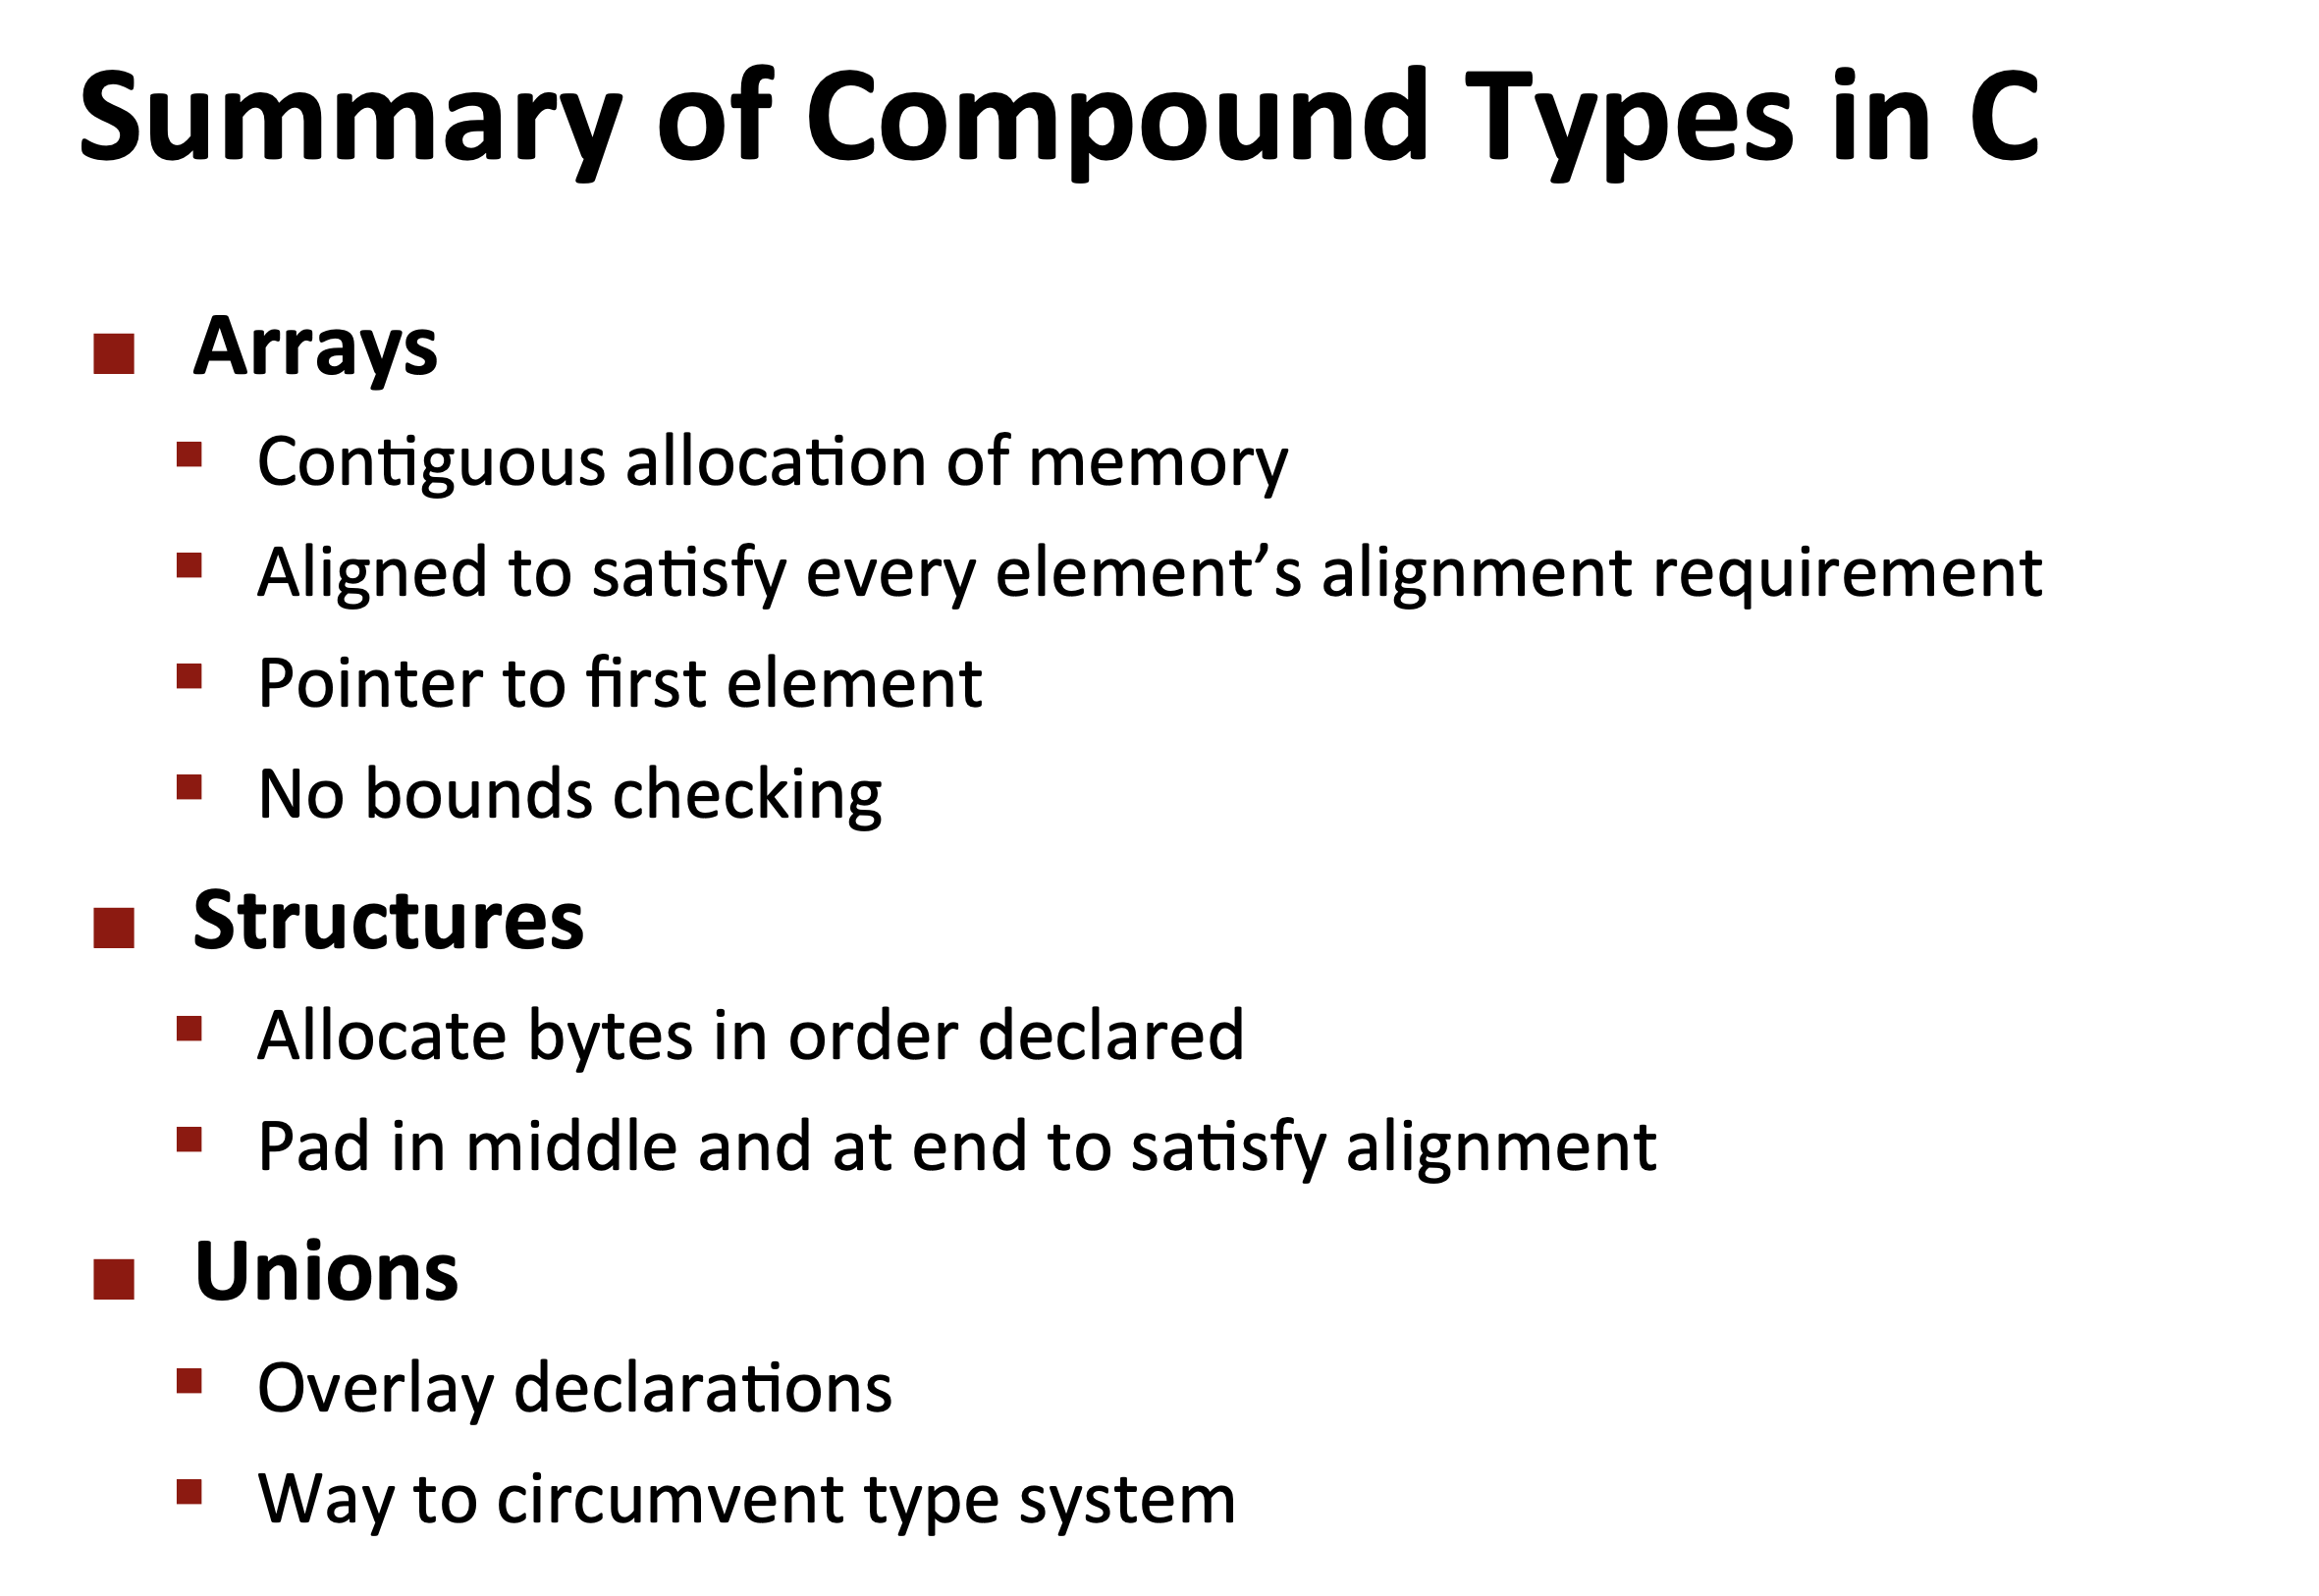 Summary of Compound Types in C
Arrays
Contiguous allocation of memory
Aligned to satisfy every element’s alignment requirement
Pointer to first element
No bounds checking
Structures
Allocate bytes in order declared
Pad in middle and at end to satisfy alignment
Unions
Overlay declarations
Way to circumvent type system